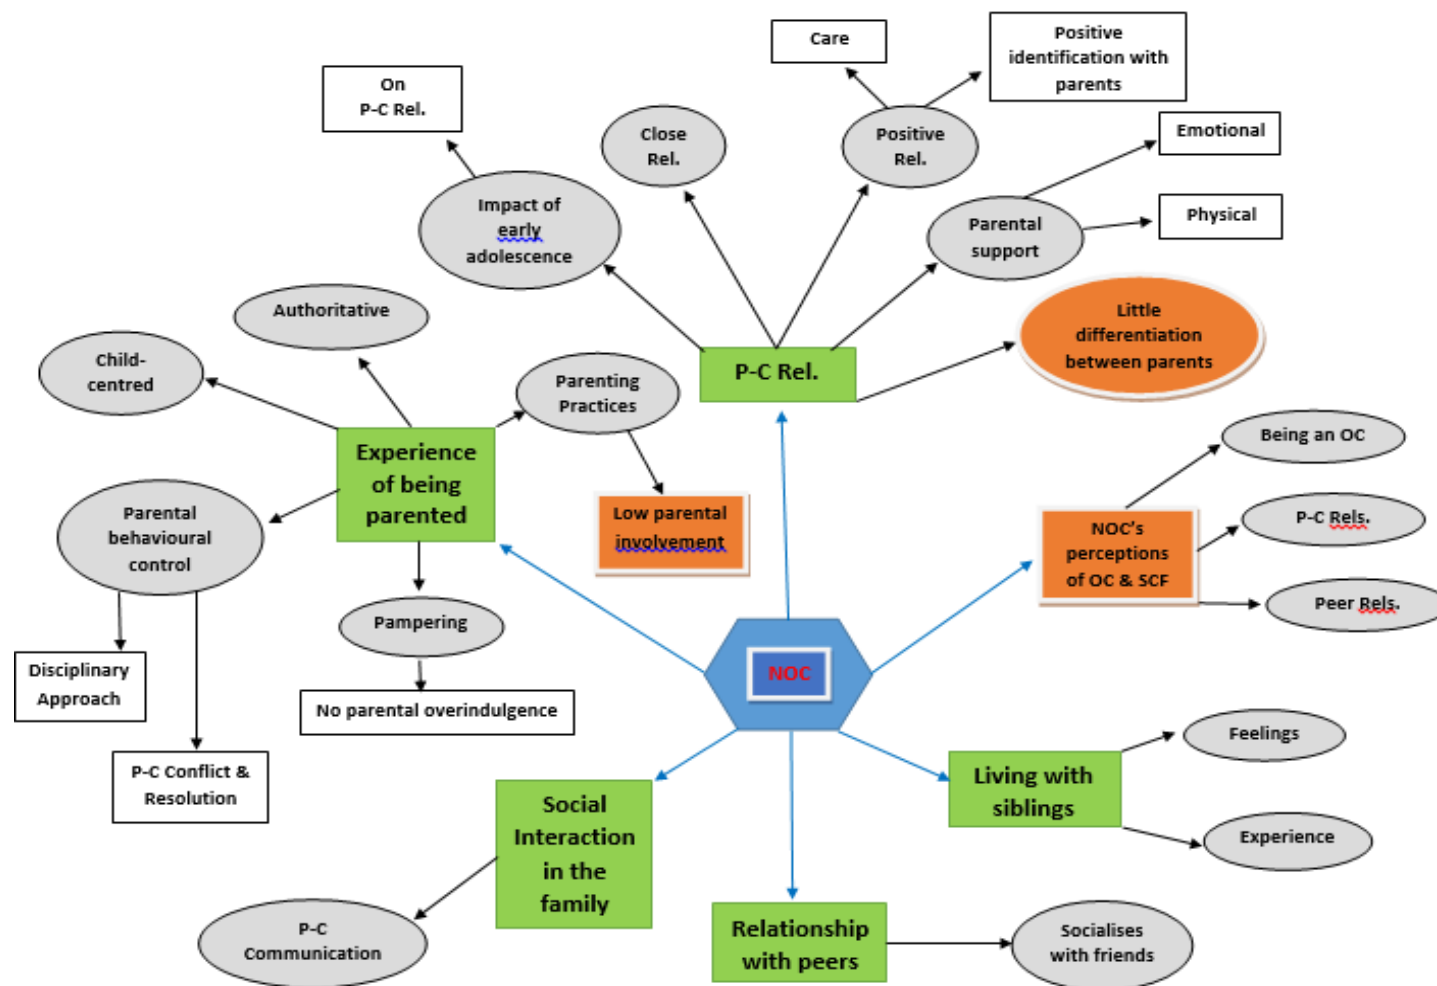 Care
Positive
identification with
parents
On
P-C Rel.
Close
Rel.
Positive
Rel.
Emotional
Impact of
early
adolescence
Parental
support
Physical
Authoritative
Little
differentiation
between parents
Child-
centred
P-C Rel.
Parenting
Practices
Being an OC
Experience
of being
parented
Low parental
involvement
NOC's
perceptions
of OC & SCF
P-C Rels.
Parental
behavioural
control
Peer Rels.
Pampering
Disciplinary
Approach
No parental overindulgence
NOC
Feelings
P-C Conflict &
Resolution
Social
Interaction
in the
family
Living with
siblings
Experience
P-C
Communication
Relationship
with peers
Socialises
with friends